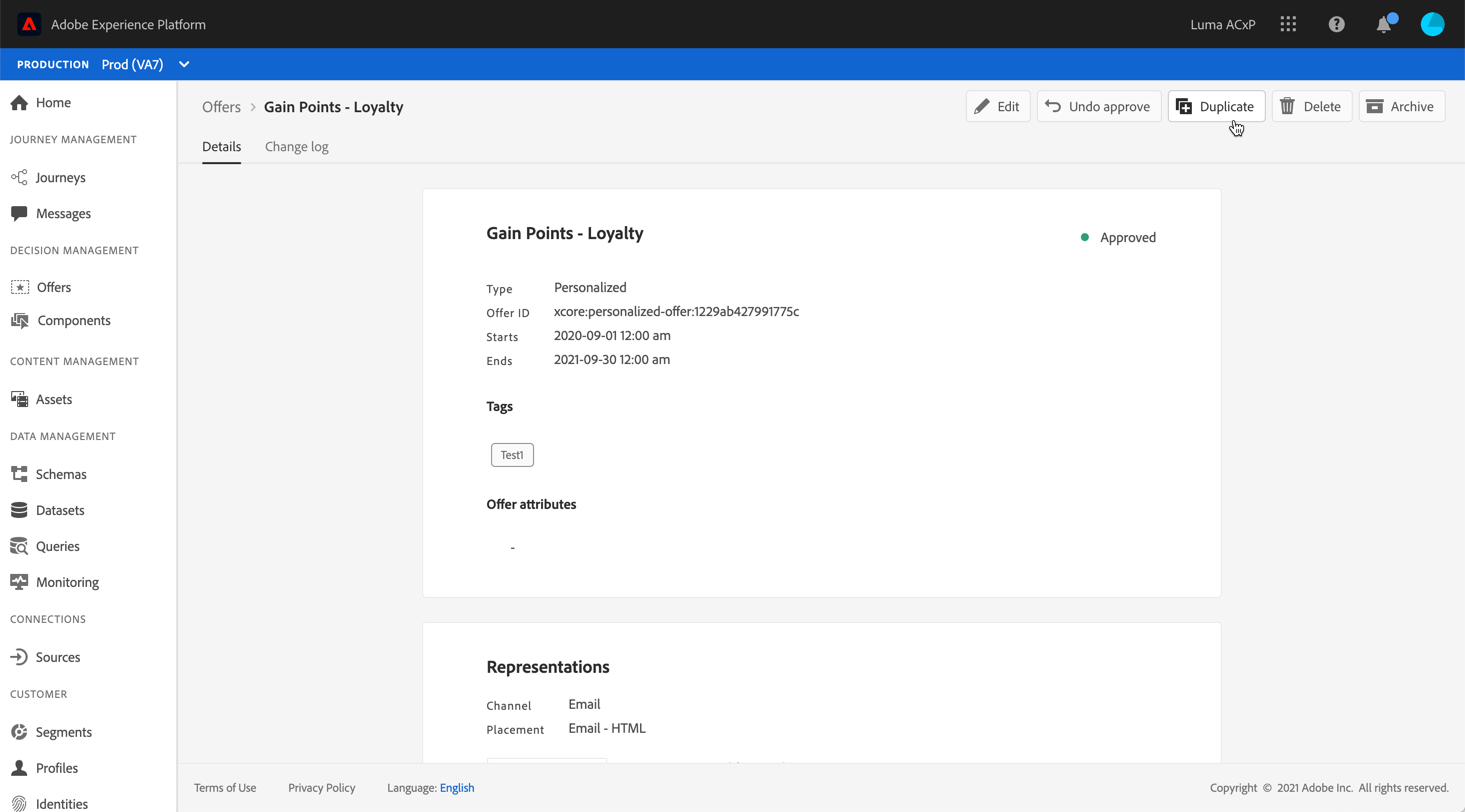 Adobe Experience Platform
Luma ACxP
PRODUCTION Prod (VA7)
Home
JOURNEY MANAGEMENT
Journeys
Messages
DECISION MANAGEMENT
Offers
Components
CONTENT MANAGEMENT
Assets
DATA MANAGEMENT
Schemas
Datasets
Queries
Monitoring
CONNECTIONS
Sources
CUSTOMER
Segments
Profiles
Identities
Offers > Gain Points - Loyalty
Edit Undo approve Duplicate Delete Archive
Details Change log
Gain Points - Loyalty
Approved
Type Personalized
Offer ID xcore:personalized-offer:1229ab427991775c
Starts 2020-09-01 12:00 am
Ends 2021-09-30 12:00 am
Tags
Test1
Offer attributes
-
Representations
Channel Email
Placement Email - HTML
Terms of Use Privacy Policy Language: English Copyright © 2021 Adobe Inc. All rights reserved.